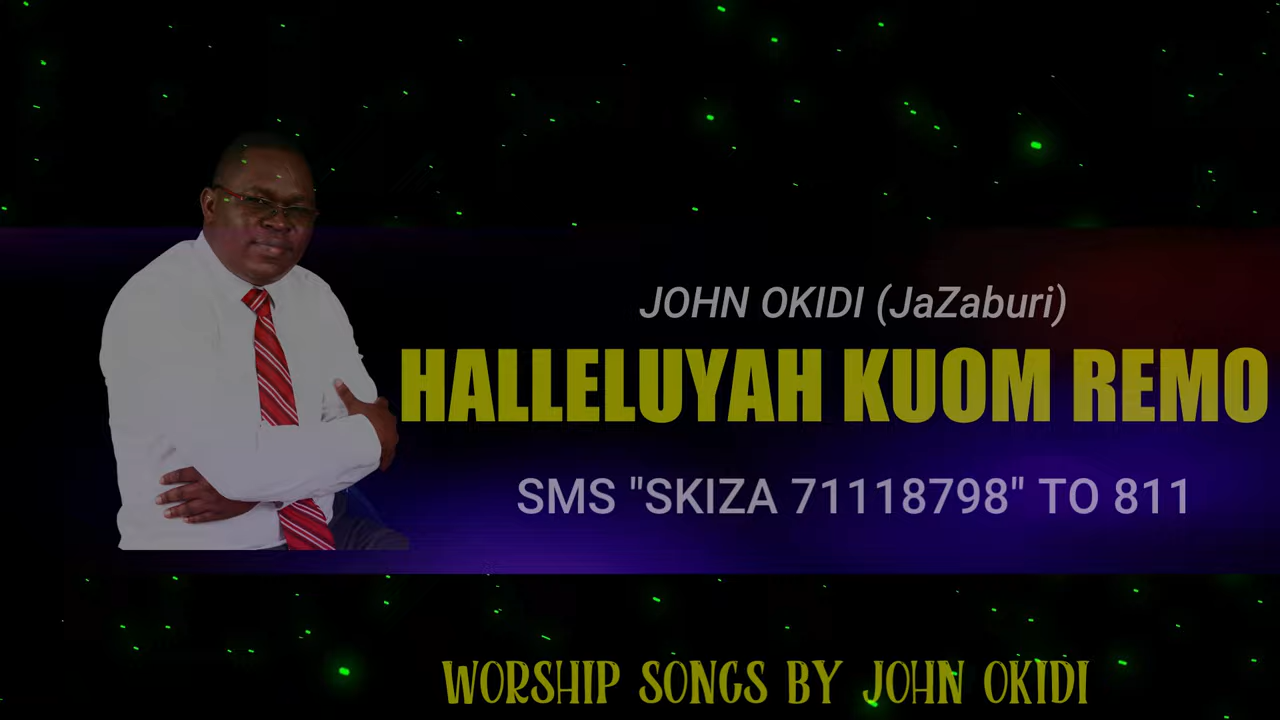 JOHN OKIDI (JaZaburi)
HALLELUYAH KUOM REMO
SMS "SKIZA 71118798" TO 811
WORSHIP SONGS BY JOHN OKIDI